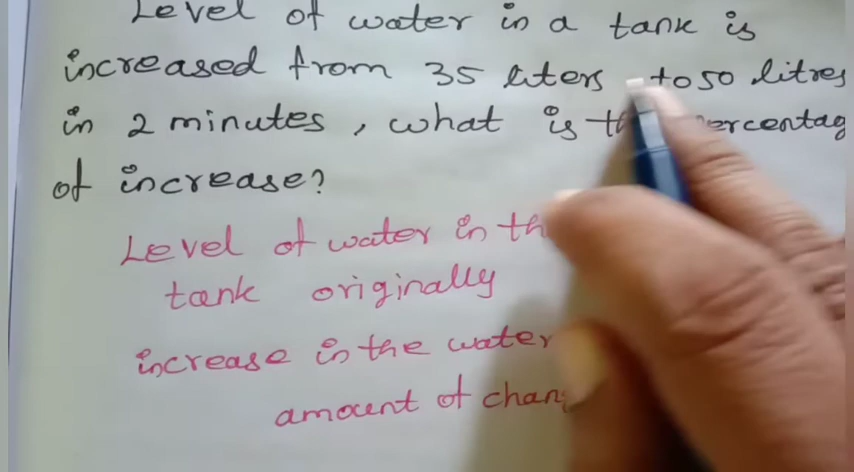 Level of water in a tank is
increased from 35 liters to 50 litres
in 2 minutes, what is
of increase?
Level of water in
tank originally
increase in the water
amount of